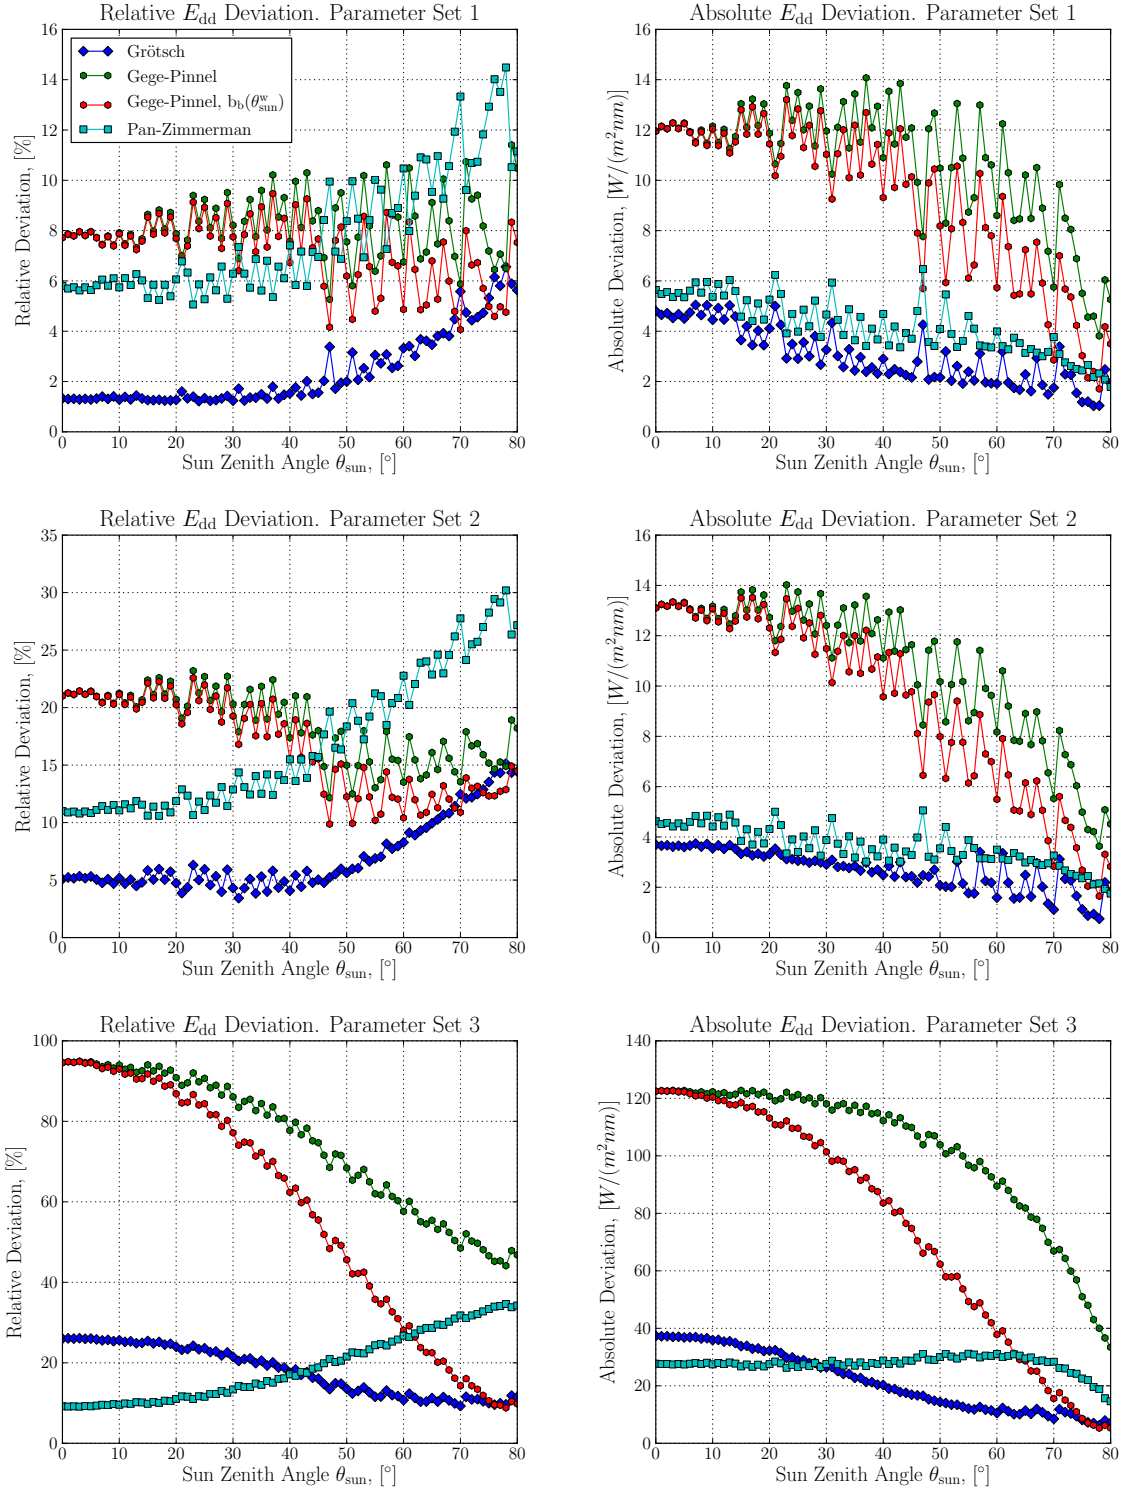 Relative E_dd Deviation. Parameter Set 1
Relative Deviation, [%]
16
14
12
10
8
6
4
2
0
Grötsch
Gege-Pinnel
Gege-Pinnel, b_b(θ^w_sun)
Pan-Zimmerman
0 10 20 30 40 50 60 70 80
Sun Zenith Angle θ_sun, [°]
Absolute E_dd Deviation. Parameter Set 1
Absolute Deviation, [W/(m²nm)]
16
14
12
10
8
6
4
2
0
0 10 20 30 40 50 60 70 80
Sun Zenith Angle θ_sun, [°]
Relative E_dd Deviation. Parameter Set 2
Relative Deviation, [%]
35
30
25
20
15
10
5
0
0 10 20 30 40 50 60 70 80
Sun Zenith Angle θ_sun, [°]
Absolute E_dd Deviation. Parameter Set 2
Absolute Deviation, [W/(m²nm)]
16
14
12
10
8
6
4
2
0
0 10 20 30 40 50 60 70 80
Sun Zenith Angle θ_sun, [°]
Relative E_dd Deviation. Parameter Set 3
Relative Deviation, [%]
100
80
60
40
20
0
0 10 20 30 40 50 60 70 80
Sun Zenith Angle θ_sun, [°]
Absolute E_dd Deviation. Parameter Set 3
Absolute Deviation, [W/(m²nm)]
140
120
100
80
60
40
20
0
0 10 20 30 40 50 60 70 80
Sun Zenith Angle θ_sun, [°]